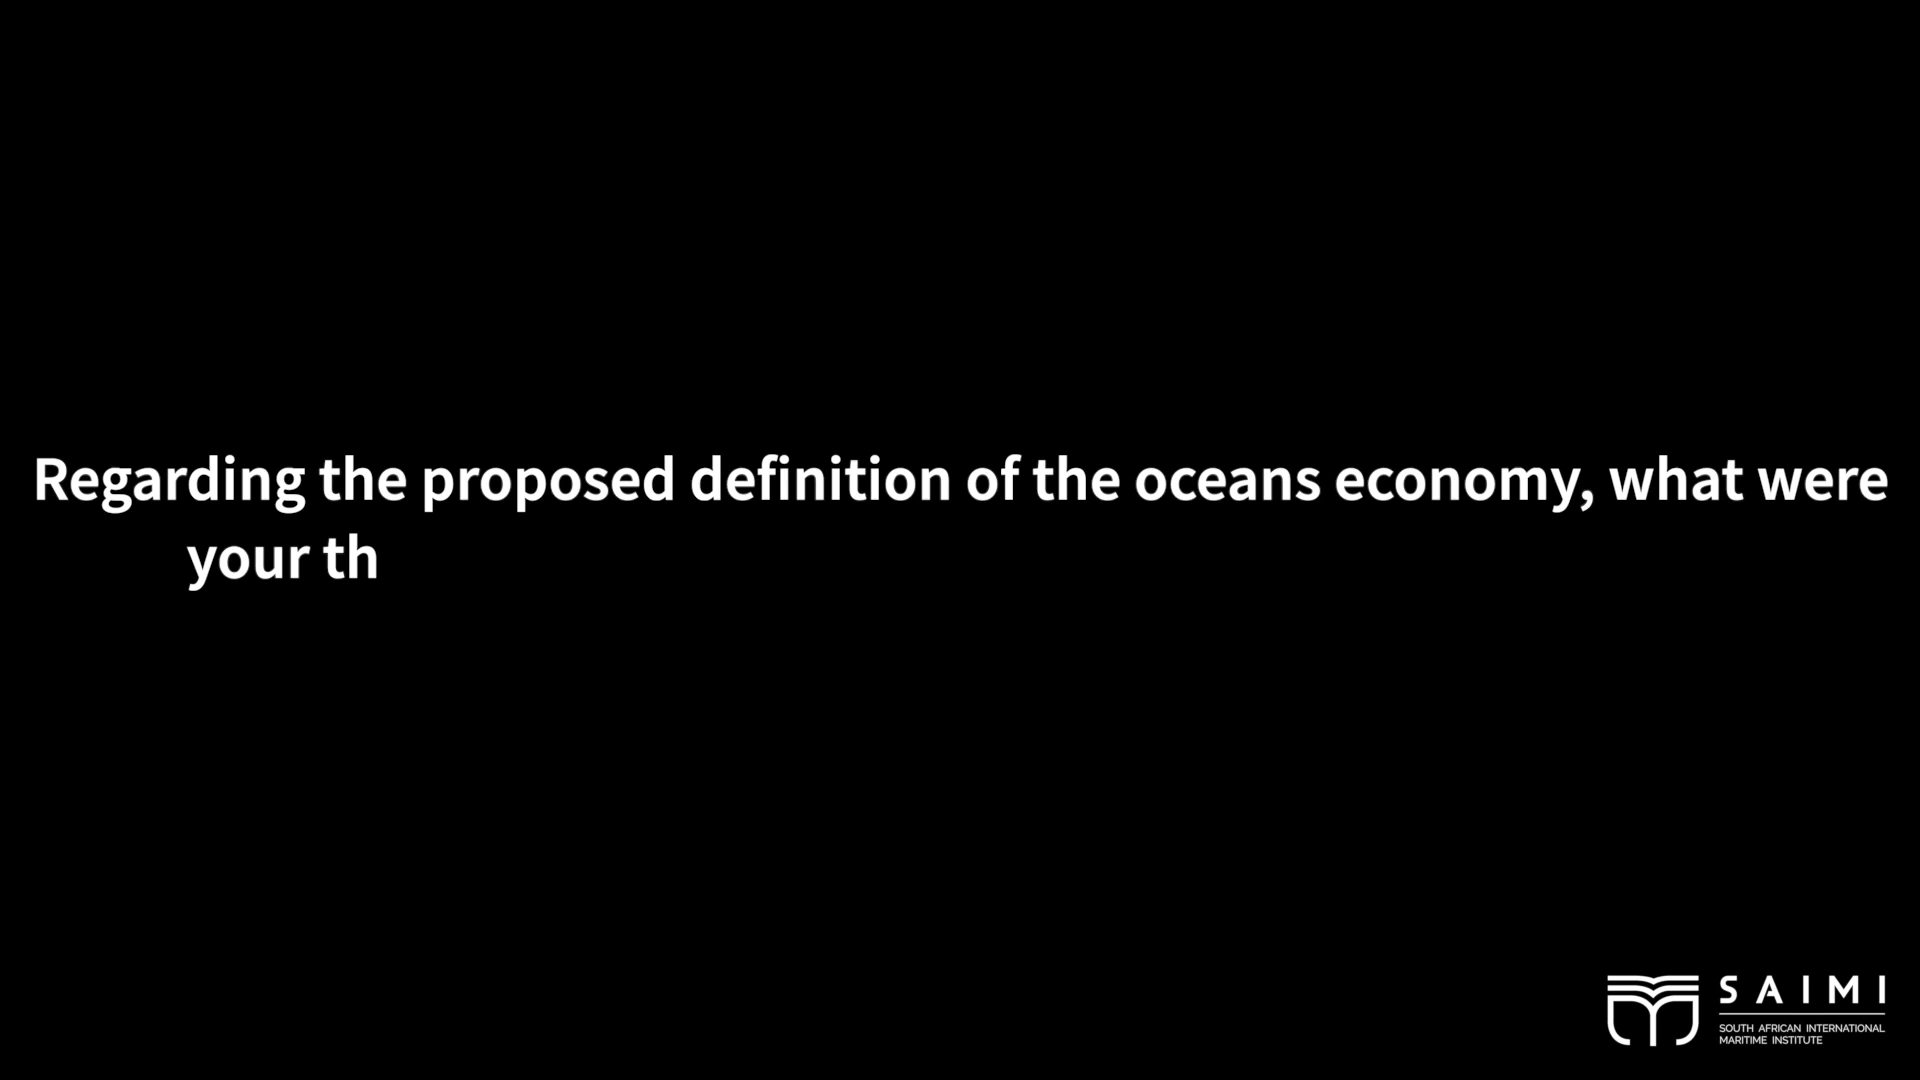 Regarding the proposed definition of the oceans economy, what were
your th
SAIMI
SOUTH AFRICAN INTERNATIONAL
MARITIME INSTITUTE